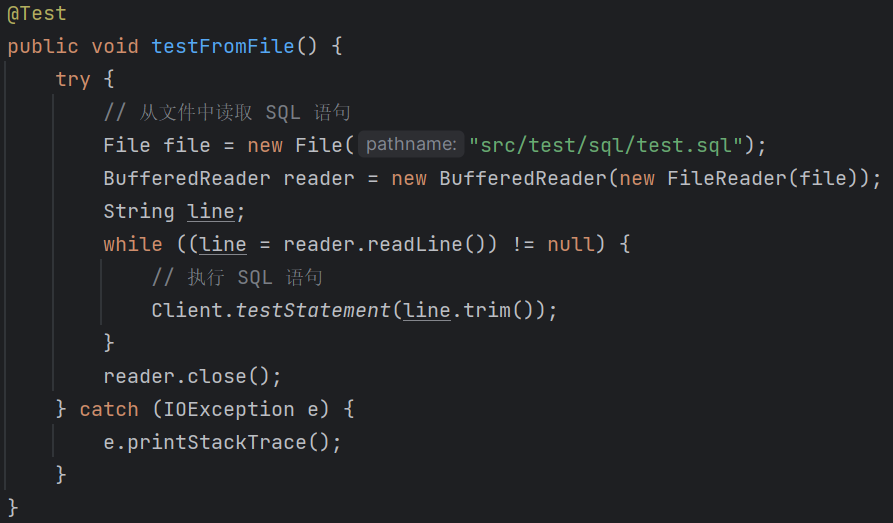 @Test
public void testFromFile() {
try {
// 从文件中读取 SQL 语句
File file = new File( pathname: "src/test/sql/test.sql");
BufferedReader reader = new BufferedReader(new FileReader(file));
String line;
while ((line = reader.readLine()) != null) {
// 执行 SQL 语句
Client.testStatement(line.trim());
}
reader.close();
} catch (IOException e) {
e.printStackTrace();
}
}